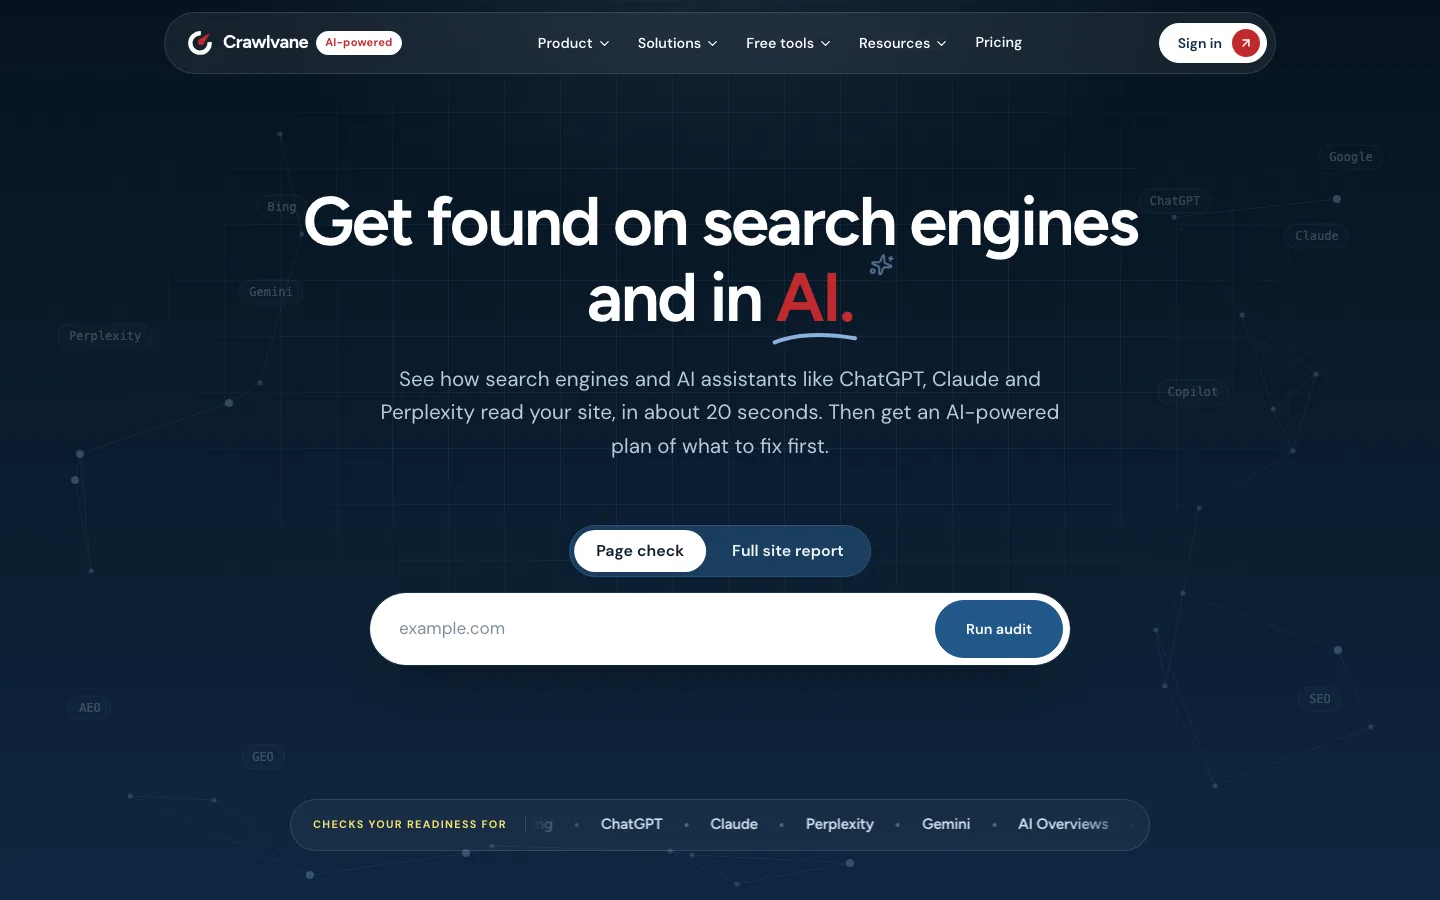 Crawlvane AI-powered
Product
Solutions
Free tools
Resources
Pricing
Sign in
Google
Bing
ChatGPT
Claude
Get found on search engines
and in AI.
Gemini
Perplexity
See how search engines and AI assistants like ChatGPT, Claude and
Perplexity read your site, in about 20 seconds. Then get an AI-powered
plan of what to fix first.
Copilot
Page check
Full site report
example.com
Run audit
AEO
SEO
GEO
CHECKS YOUR READINESS FOR
ng • ChatGPT • Claude • Perplexity • Gemini • AI Overviews